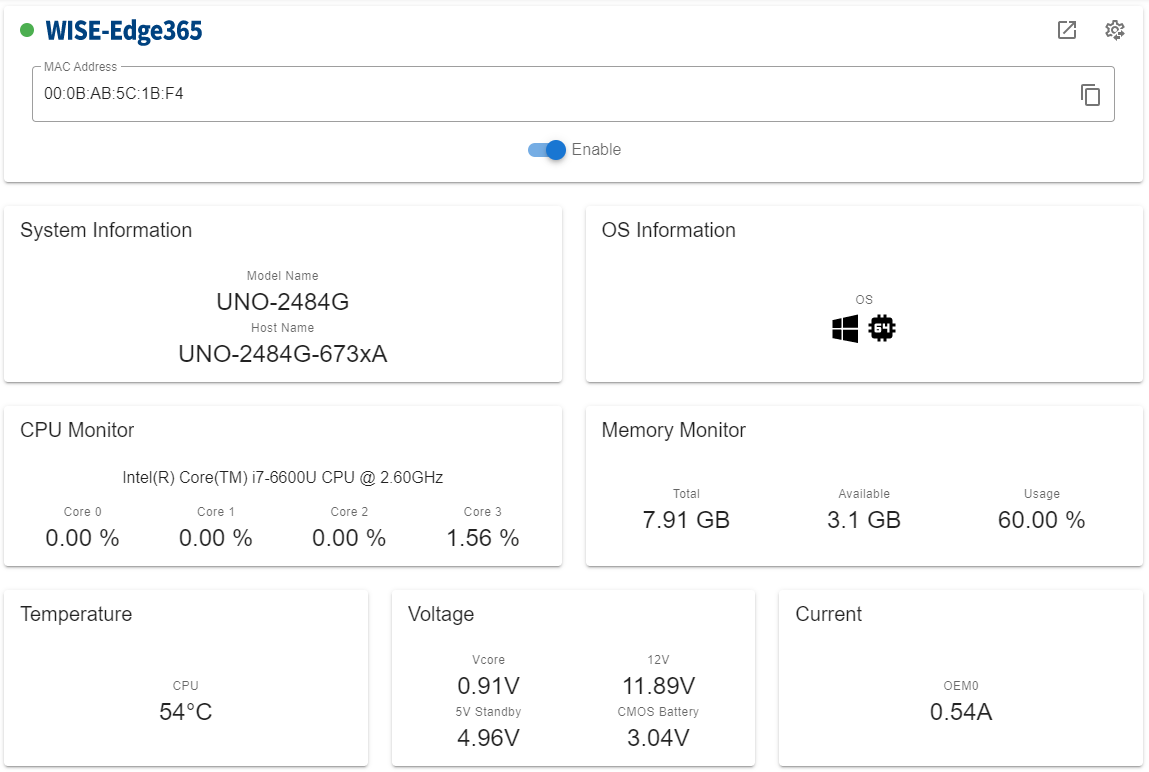 WISE-Edge365
MAC Address
00:0B:AB:5C:1B:F4
Enable
System Information
Model Name
UNO-2484G
Host Name
UNO-2484G-673xA
OS Information
OS
64
CPU Monitor
Intel(R) Core(TM) i7-6600U CPU @ 2.60GHz
Core 0 Core 1 Core 2 Core 3
0.00 % 0.00 % 0.00 % 1.56 %
Memory Monitor
Total Available Usage
7.91 GB 3.1 GB 60.00 %
Temperature
CPU
54°C
Voltage
Vcore 12V
0.91V 11.89V
5V Standby CMOS Battery
4.96V 3.04V
Current
OEM0
0.54A